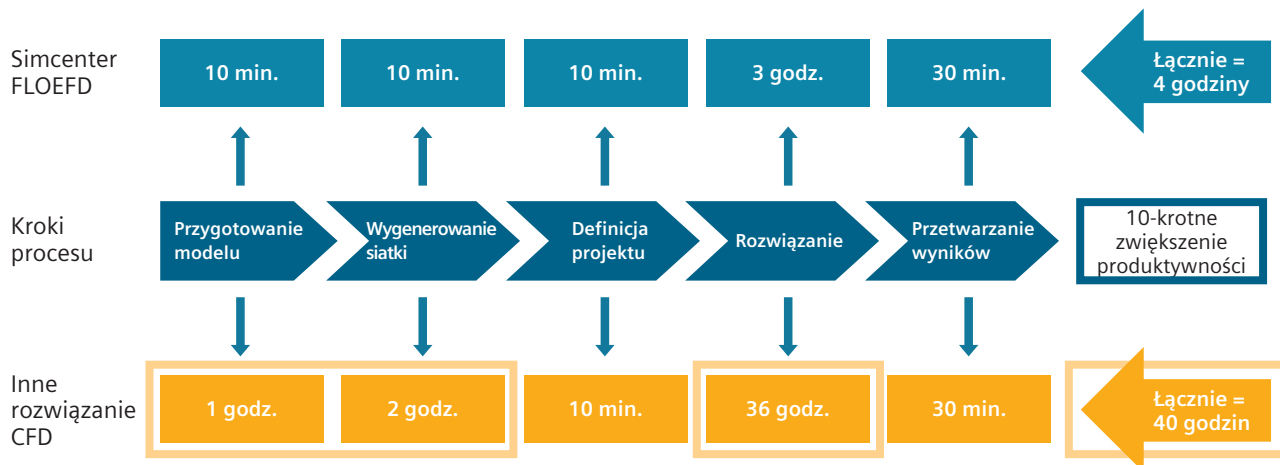 Simcenter
FLOEFD
10 min.
10 min.
10 min.
3 godz.
30 min.
Łącznie =
4 godziny
Kroki
procesu
Przygotowanie
modelu
Wygenerowanie
siatki
Definicja
projektu
Rozwiązanie
Przetwarzanie
wyników
10-krotne
zwiększenie
produktywności
Inne
rozwiązanie
CFD
1 godz.
2 godz.
10 min.
36 godz.
30 min.
Łącznie =
40 godzin